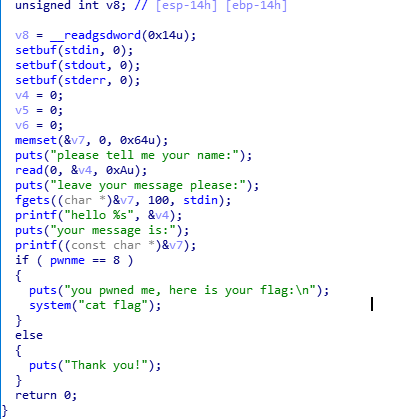 unsigned int v8; // [esp-14h] [ebp-14h]
v8 = __readgsdword(0x14u);
setbuf(stdin, 0);
setbuf(stdout, 0);
setbuf(stderr, 0);
v4 = 0;
v5 = 0;
v6 = 0;
memset(&v7, 0, 0x64u);
puts("please tell me your name:");
read(0, &v4, 0xAu);
puts("leave your message please:");
fgets((char *)&v7, 100, stdin);
printf("hello %s", &v4);
puts("your message is:");
printf((const char *)&v7);
if ( pwnme == 8 )
{
puts("you pwned me, here is your flag:\n");
system("cat flag");
}
else
{
puts("Thank you!");
}
return 0;
}